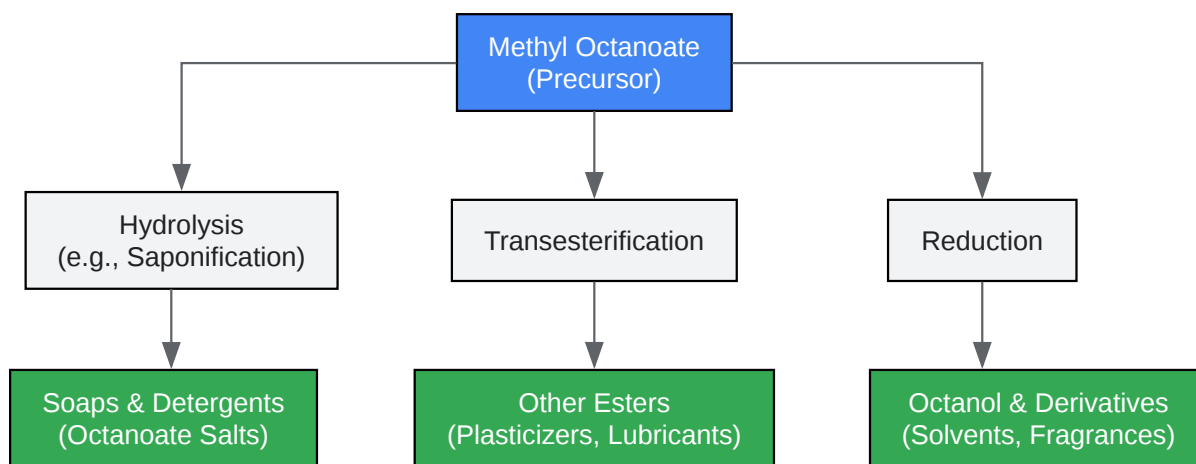 Methyl Octanoate
(Precursor)
Hydrolysis
(e.g., Saponification)
Transesterification
Reduction
Soaps & Detergents
(Octanoate Salts)
Other Esters
(Plasticizers, Lubricants)
Octanol & Derivatives
(Solvents, Fragrances)